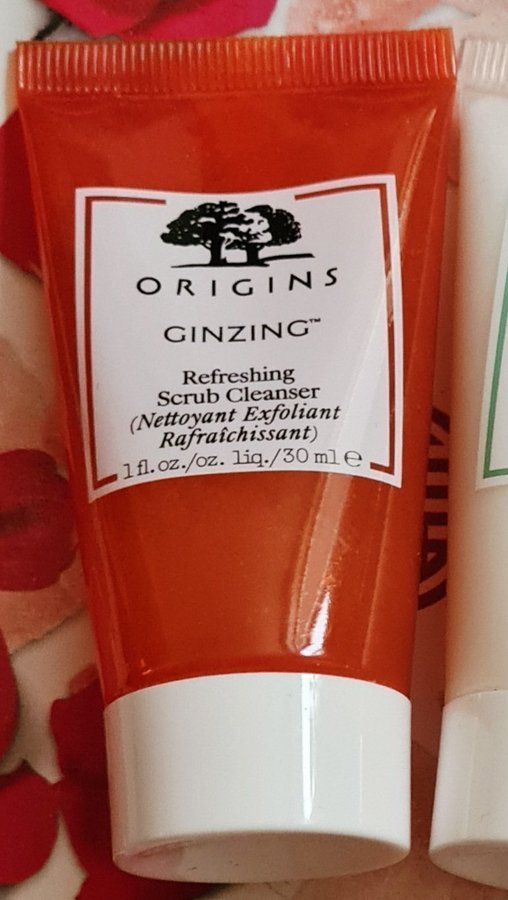 ORIGINS
GINZING™
Refreshing
Scrub Cleanser
(Nettoyant Exfoliant
Rafraîchissant)
1 fl. oz./oz. liq./30 ml ℮